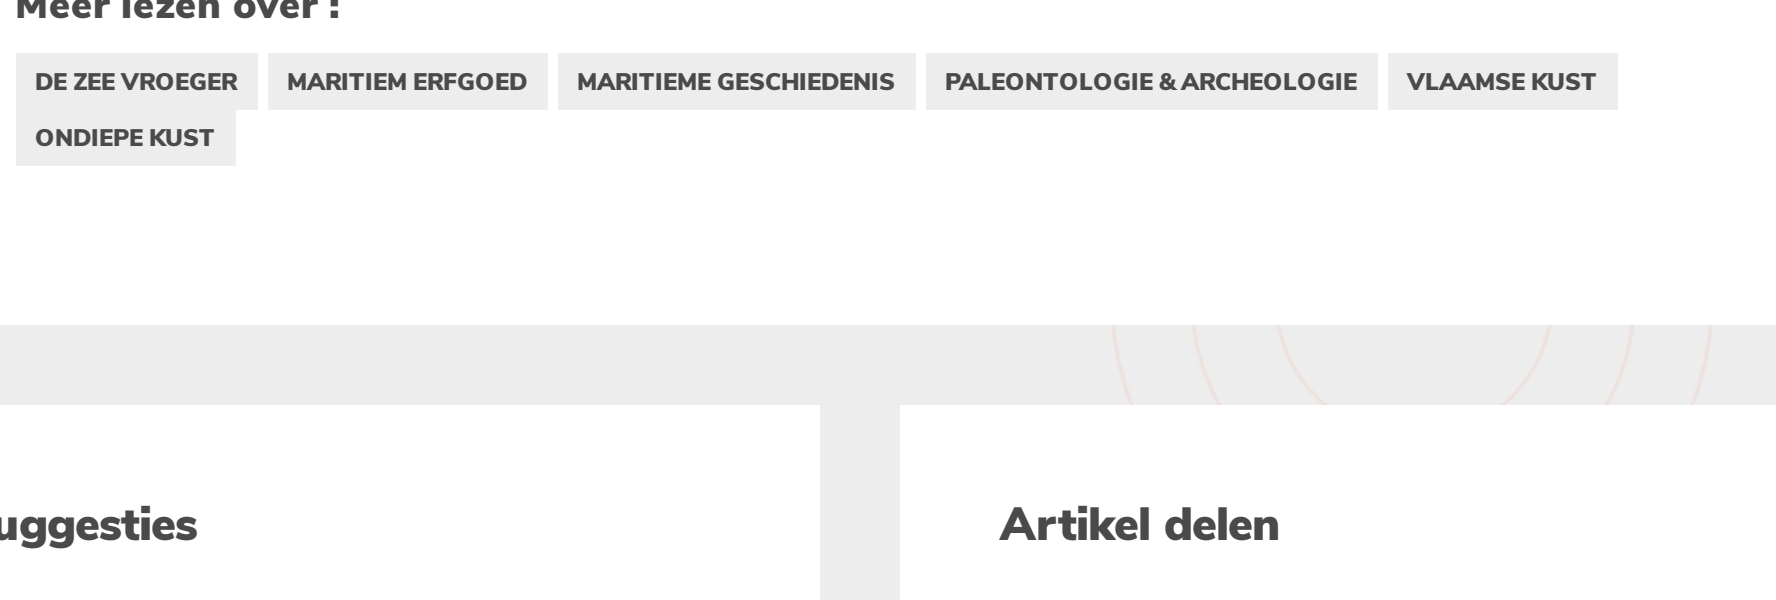 Meer lezen over :
DE ZEE VROEGER MARITIEM ERFGOED MARITIEME GESCHIEDENIS PALEONTOLOGIE & ARCHEOLOGIE VLAAMSE KUST
ONDIEPE KUST
uggesties
Artikel delen